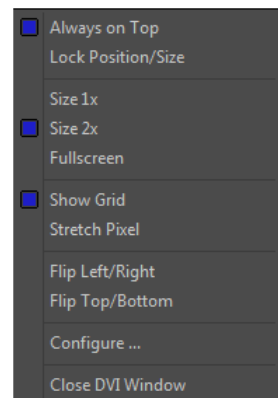 Always on Top
Lock Position/Size
Size 1x
Size 2x
Fullscreen
Show Grid
Stretch Pixel
Flip Left/Right
Flip Top/Bottom
Configure ...
Close DVI Window